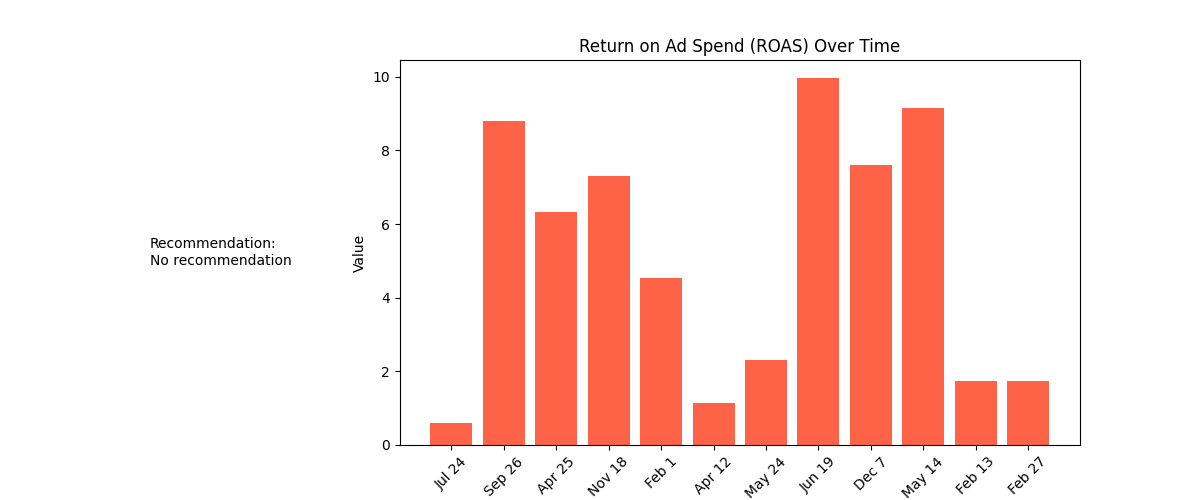 Return on Ad Spend (ROAS) Over Time
Recommendation:
No recommendation
Value
10
8
6
4
2
0
Jul 24
Sep 26
Apr 25
Nov 18
Feb 1
Apr 12
May 24
Jun 19
Dec 7
May 14
Feb 13
Feb 27